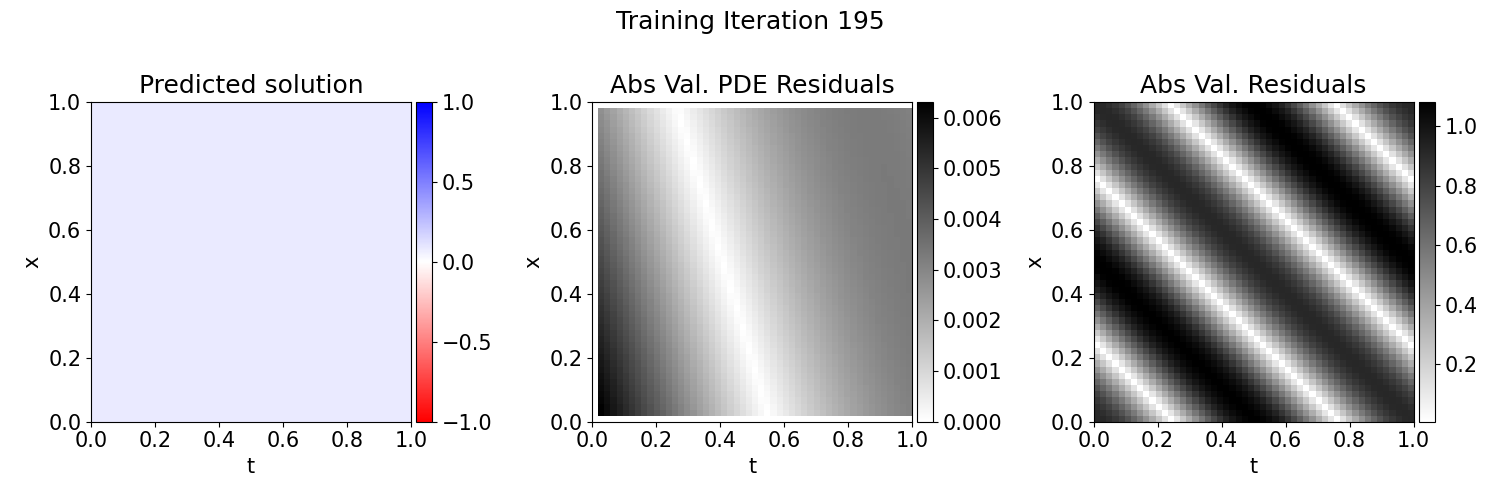 Training Iteration 195
Predicted solution
Abs Val. PDE Residuals
Abs Val. Residuals
1.0
0.8
0.6
0.4
0.2
0.0
x
0.0 0.2 0.4 0.6 0.8 1.0
t
1.0
0.5
0.0
−0.5
−1.0
1.0
0.8
0.6
0.4
0.2
0.0
x
0.0 0.2 0.4 0.6 0.8 1.0
t
0.006
0.005
0.004
0.003
0.002
0.001
0.000
1.0
0.8
0.6
0.4
0.2
0.0
x
0.0 0.2 0.4 0.6 0.8 1.0
t
1.0
0.8
0.6
0.4
0.2